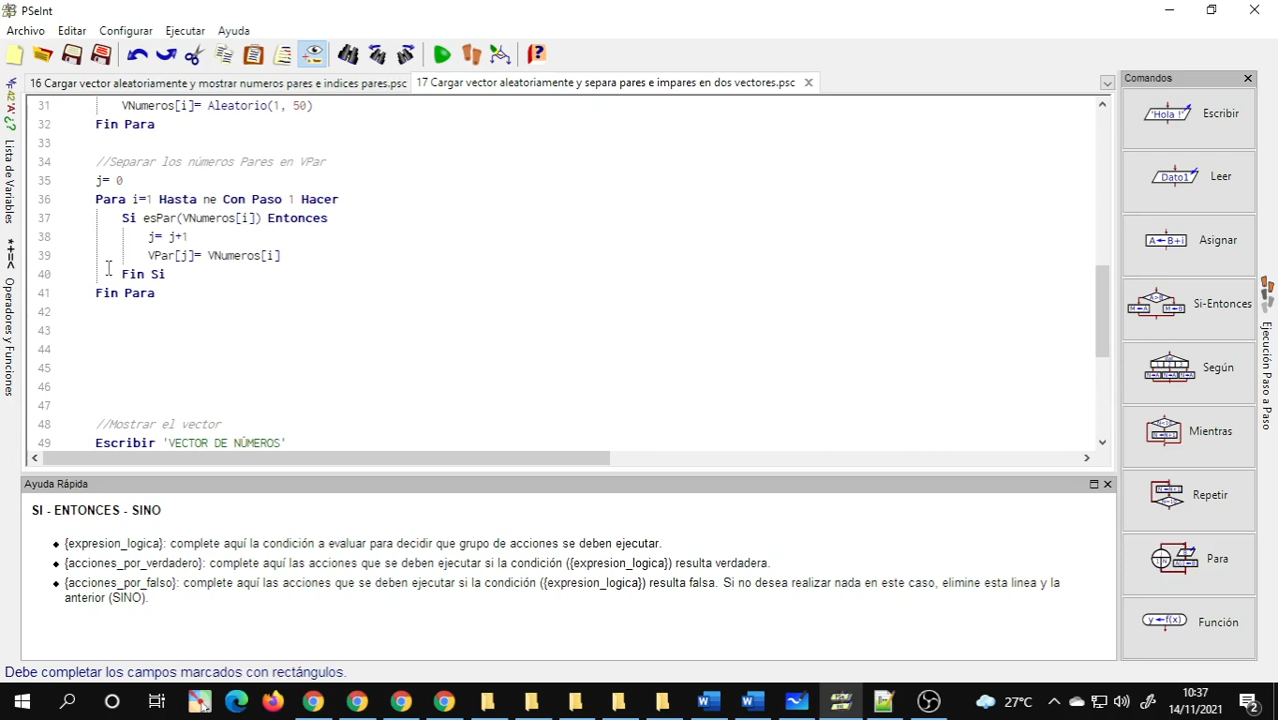 PSeInt
Archivo Editar Configurar Ejecutar Ayuda
16 Cargar vector aleatoriamente y mostrar numeros pares e indices pares.psc 17 Cargar vector aleatoriamente y separa pares e impares en dos vectores.psc
Comandos
Lista de Variables
*+=<
Operadores y Funciones
31 VNumeros[i]= Aleatorio(1, 50)
32 Fin Para
33
34 //Separar los números Pares en VPar
35 j= 0
36 Para i=1 Hasta ne Con Paso 1 Hacer
37 Si esPar(VNumeros[i]) Entonces
38 j= j+1
39 VPar[j]= VNumeros[i]
40 Fin Si
41 Fin Para
42
43
44
45
46
47
48 //Mostrar el vector
49 Escribir 'VECTOR DE NÚMEROS'
'Hola !' Escribir
Dato1 Leer
A←B+i Asignar
Si-Entonces
Según
Mientras
Repetir
Para
y←f(x) Función
Ejecución Paso a Paso
Ayuda Rápida
SI - ENTONCES - SINO
{expresion_logica}: complete aquí la condición a evaluar para decidir que grupo de acciones se deben ejecutar.
{acciones_por_verdadero}: complete aquí las acciones que se deben ejecutar si la condición ({expresion_logica}) resulta verdadera.
{acciones_por_falso}: complete aquí las acciones que se deben ejecutar si la condición ({expresion_logica}) resulta falsa. Si no desea realizar nada en este caso, elimine esta linea y la
anterior (SINO).
Debe completar los campos marcados con rectángulos.
27°C
10:37
14/11/2021
2